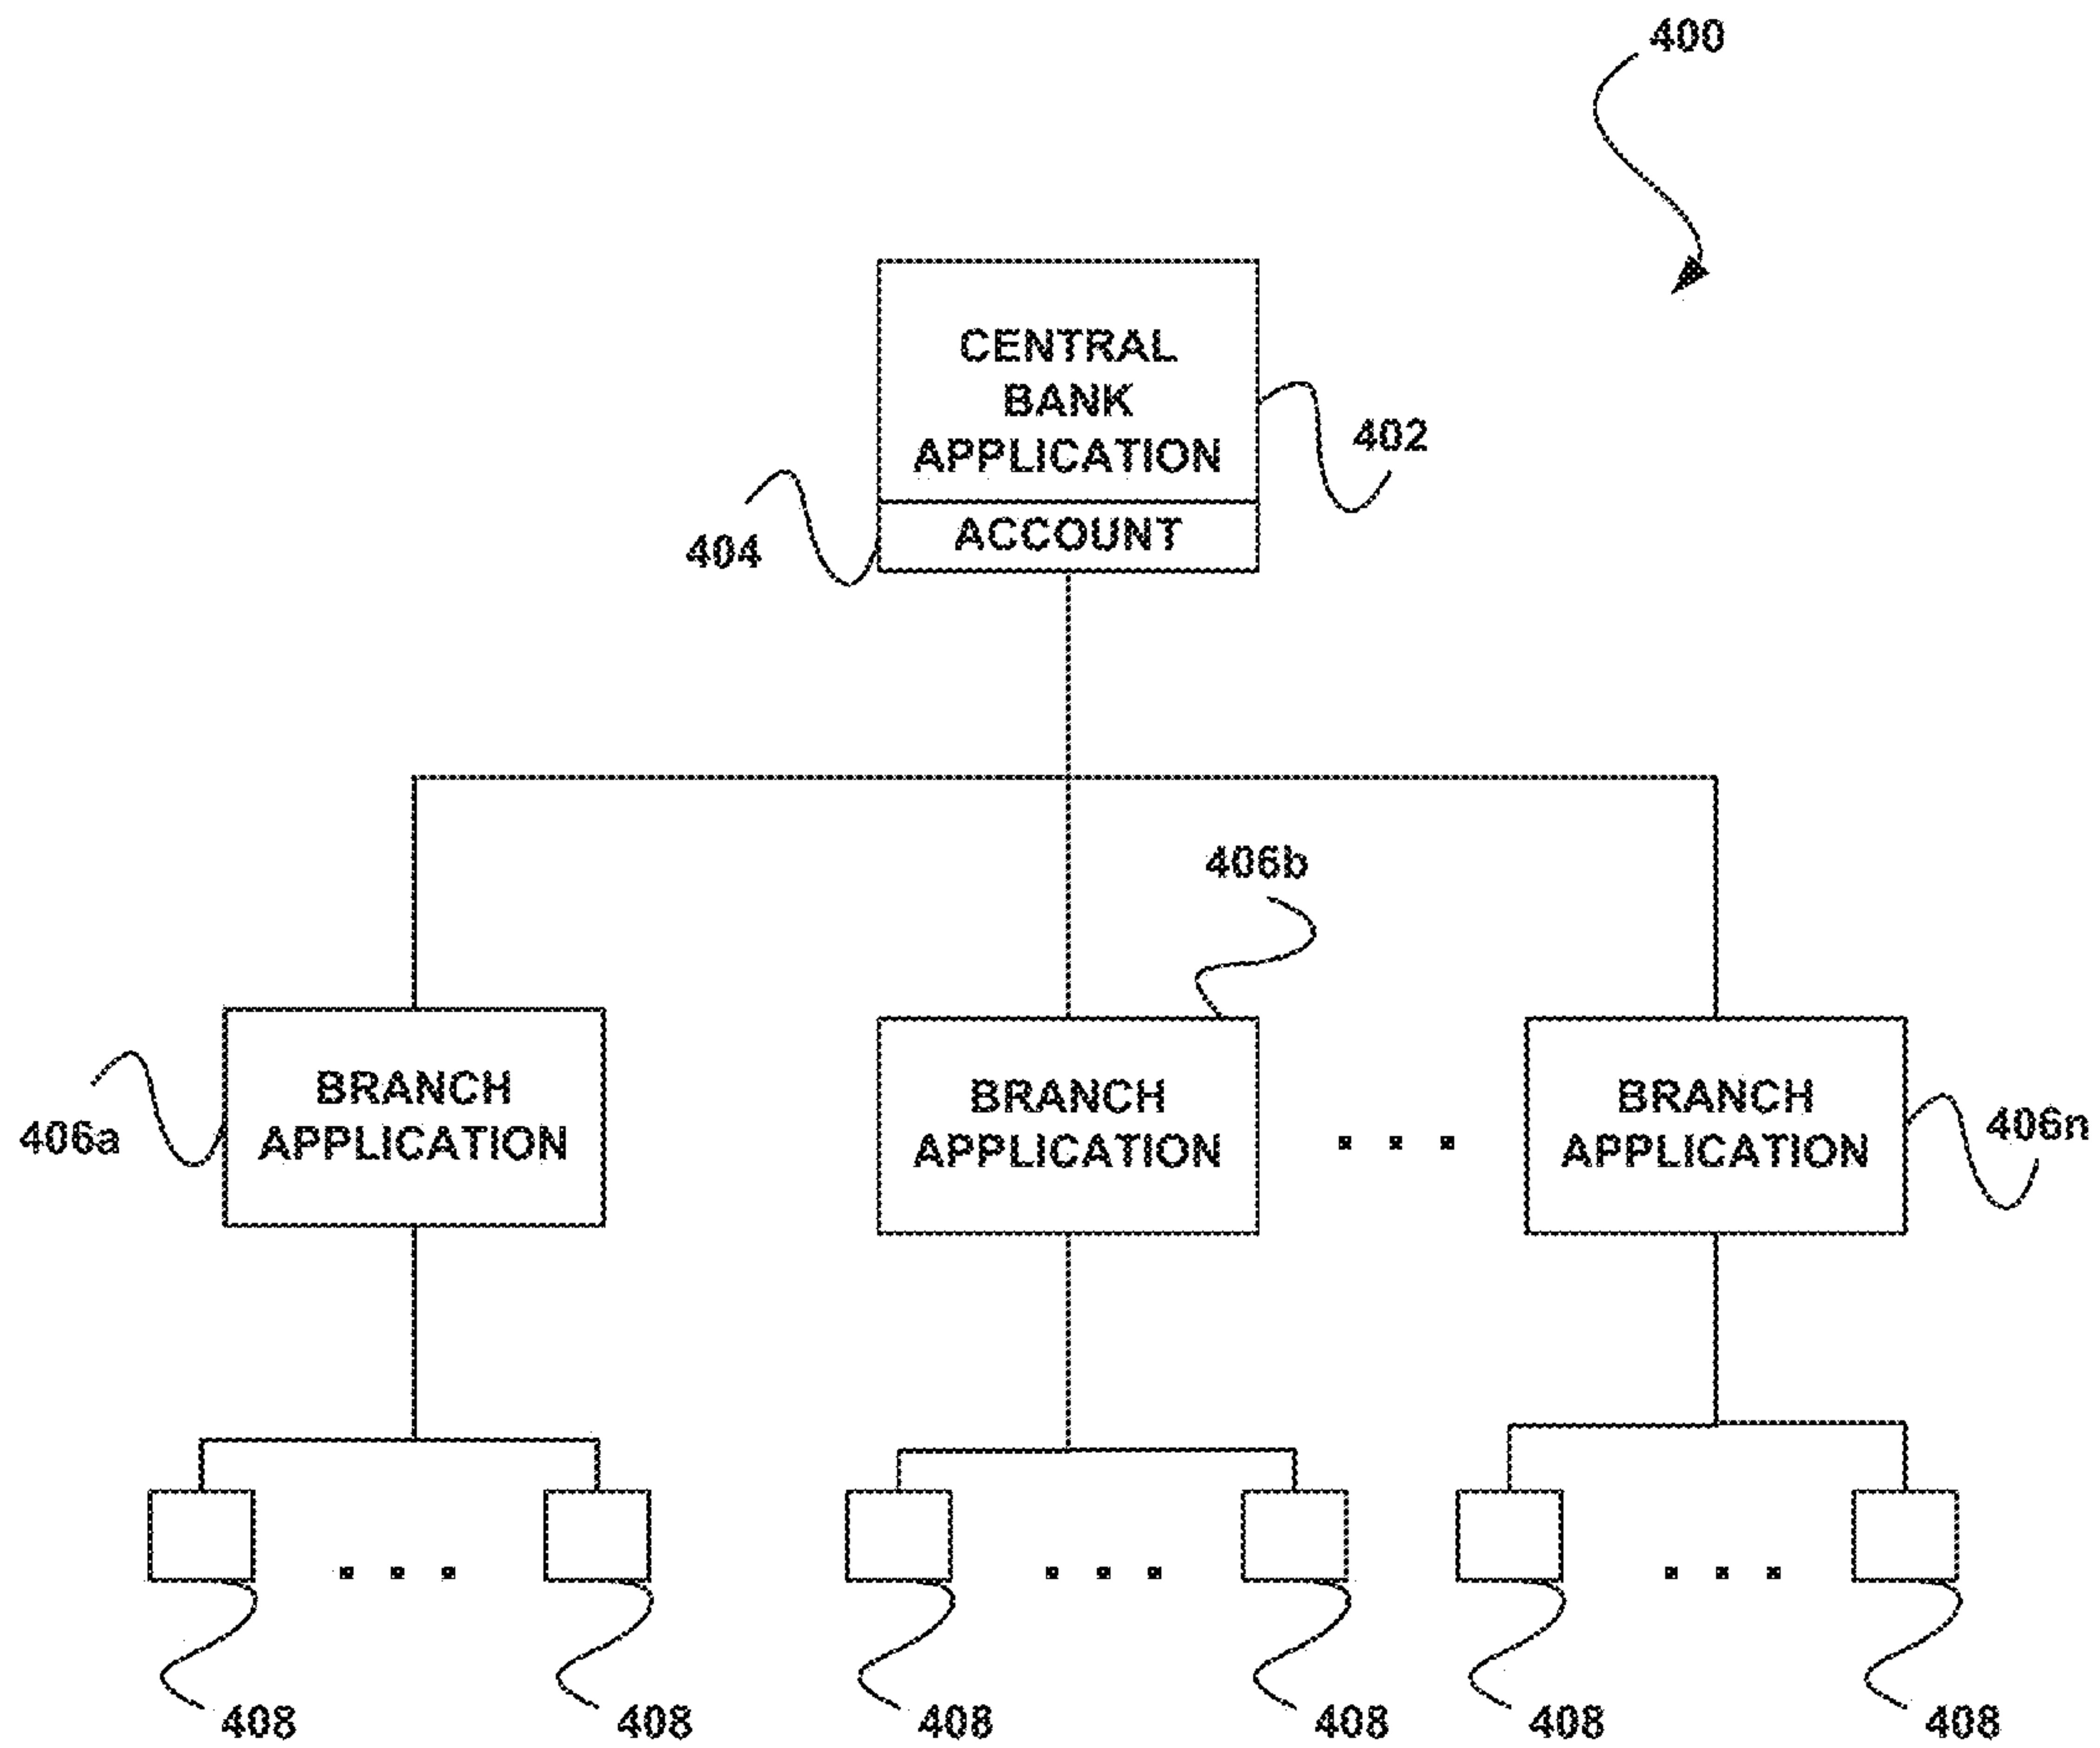 400
CENTRAL
BANK
APPLICATION
402
ACCOUNT
404
406b
BRANCH
APPLICATION
406a
BRANCH
APPLICATION
BRANCH
APPLICATION
406n
408
408
408
408
408
408